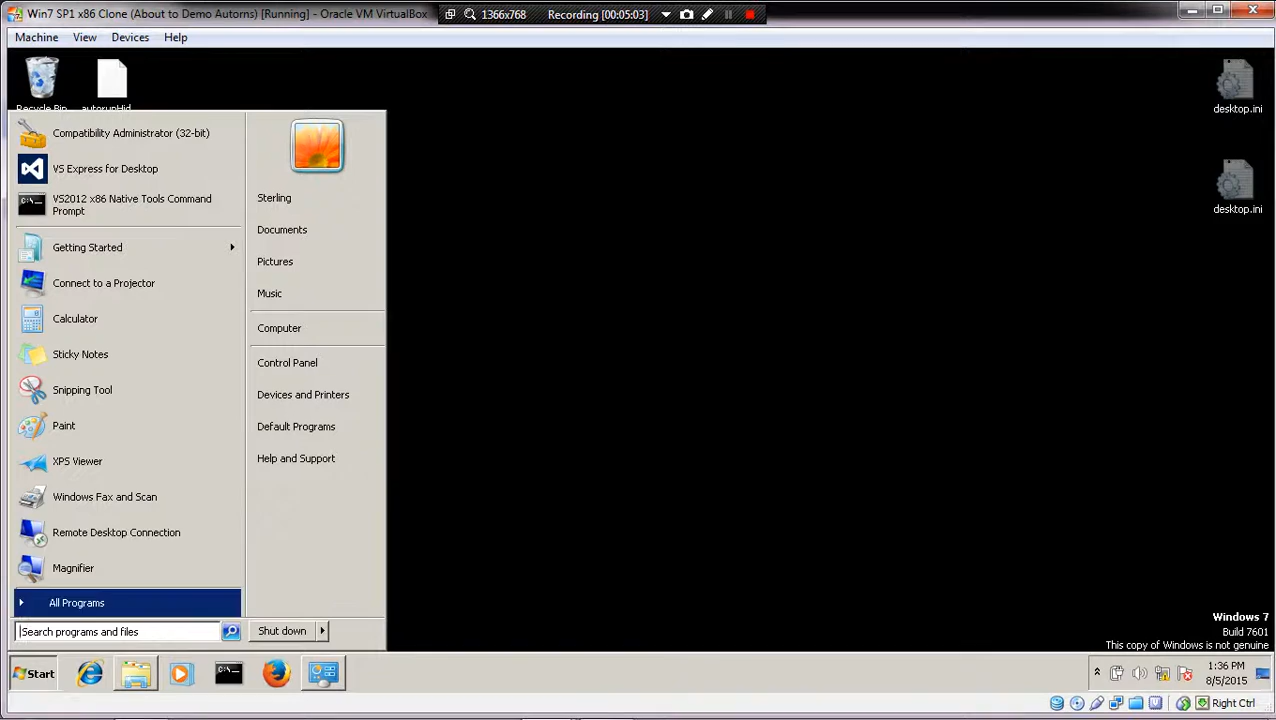 Win7 SP1 x86 Clone (About to Demo Autorns) [Running] - Oracle VM VirtualBox
1366x768
Recording [00:05:03]
Machine View Devices Help
Recycle Bin
autorunHid
desktop.ini
desktop.ini
Compatibility Administrator (32-bit)
VS Express for Desktop
VS2012 x86 Native Tools Command
Prompt
Getting Started
Connect to a Projector
Calculator
Sticky Notes
Snipping Tool
Paint
XPS Viewer
Windows Fax and Scan
Remote Desktop Connection
Magnifier
All Programs
Search programs and files
Sterling
Documents
Pictures
Music
Computer
Control Panel
Devices and Printers
Default Programs
Help and Support
Shut down
Windows 7
Build 7601
This copy of Windows is not genuine
Start
C:\_
1:36 PM
8/5/2015
Right Ctrl